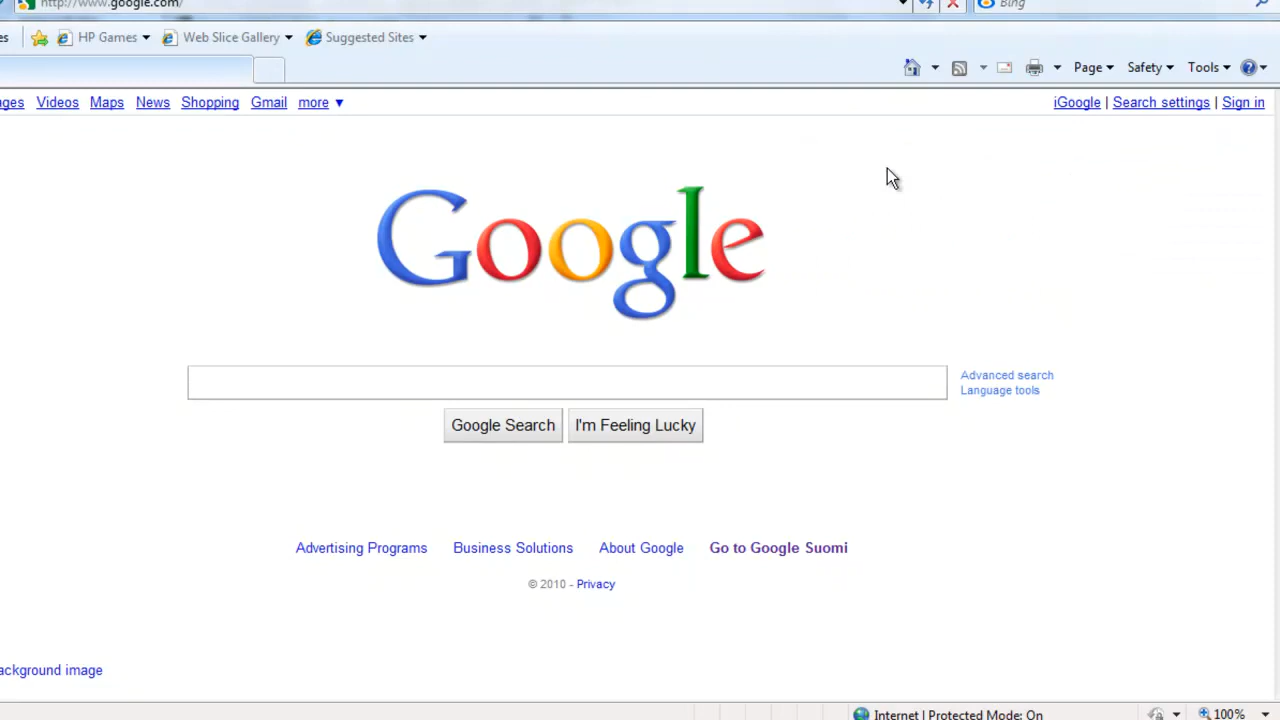 http://www.google.com/
Bing
es HP Games Web Slice Gallery Suggested Sites
Page Safety Tools
ages Videos Maps News Shopping Gmail more ▼
iGoogle | Search settings | Sign in
Google
Advanced search
Language tools
Google Search I'm Feeling Lucky
Advertising Programs Business Solutions About Google Go to Google Suomi
© 2010 - Privacy
ackground image
Internet | Protected Mode: On 100%